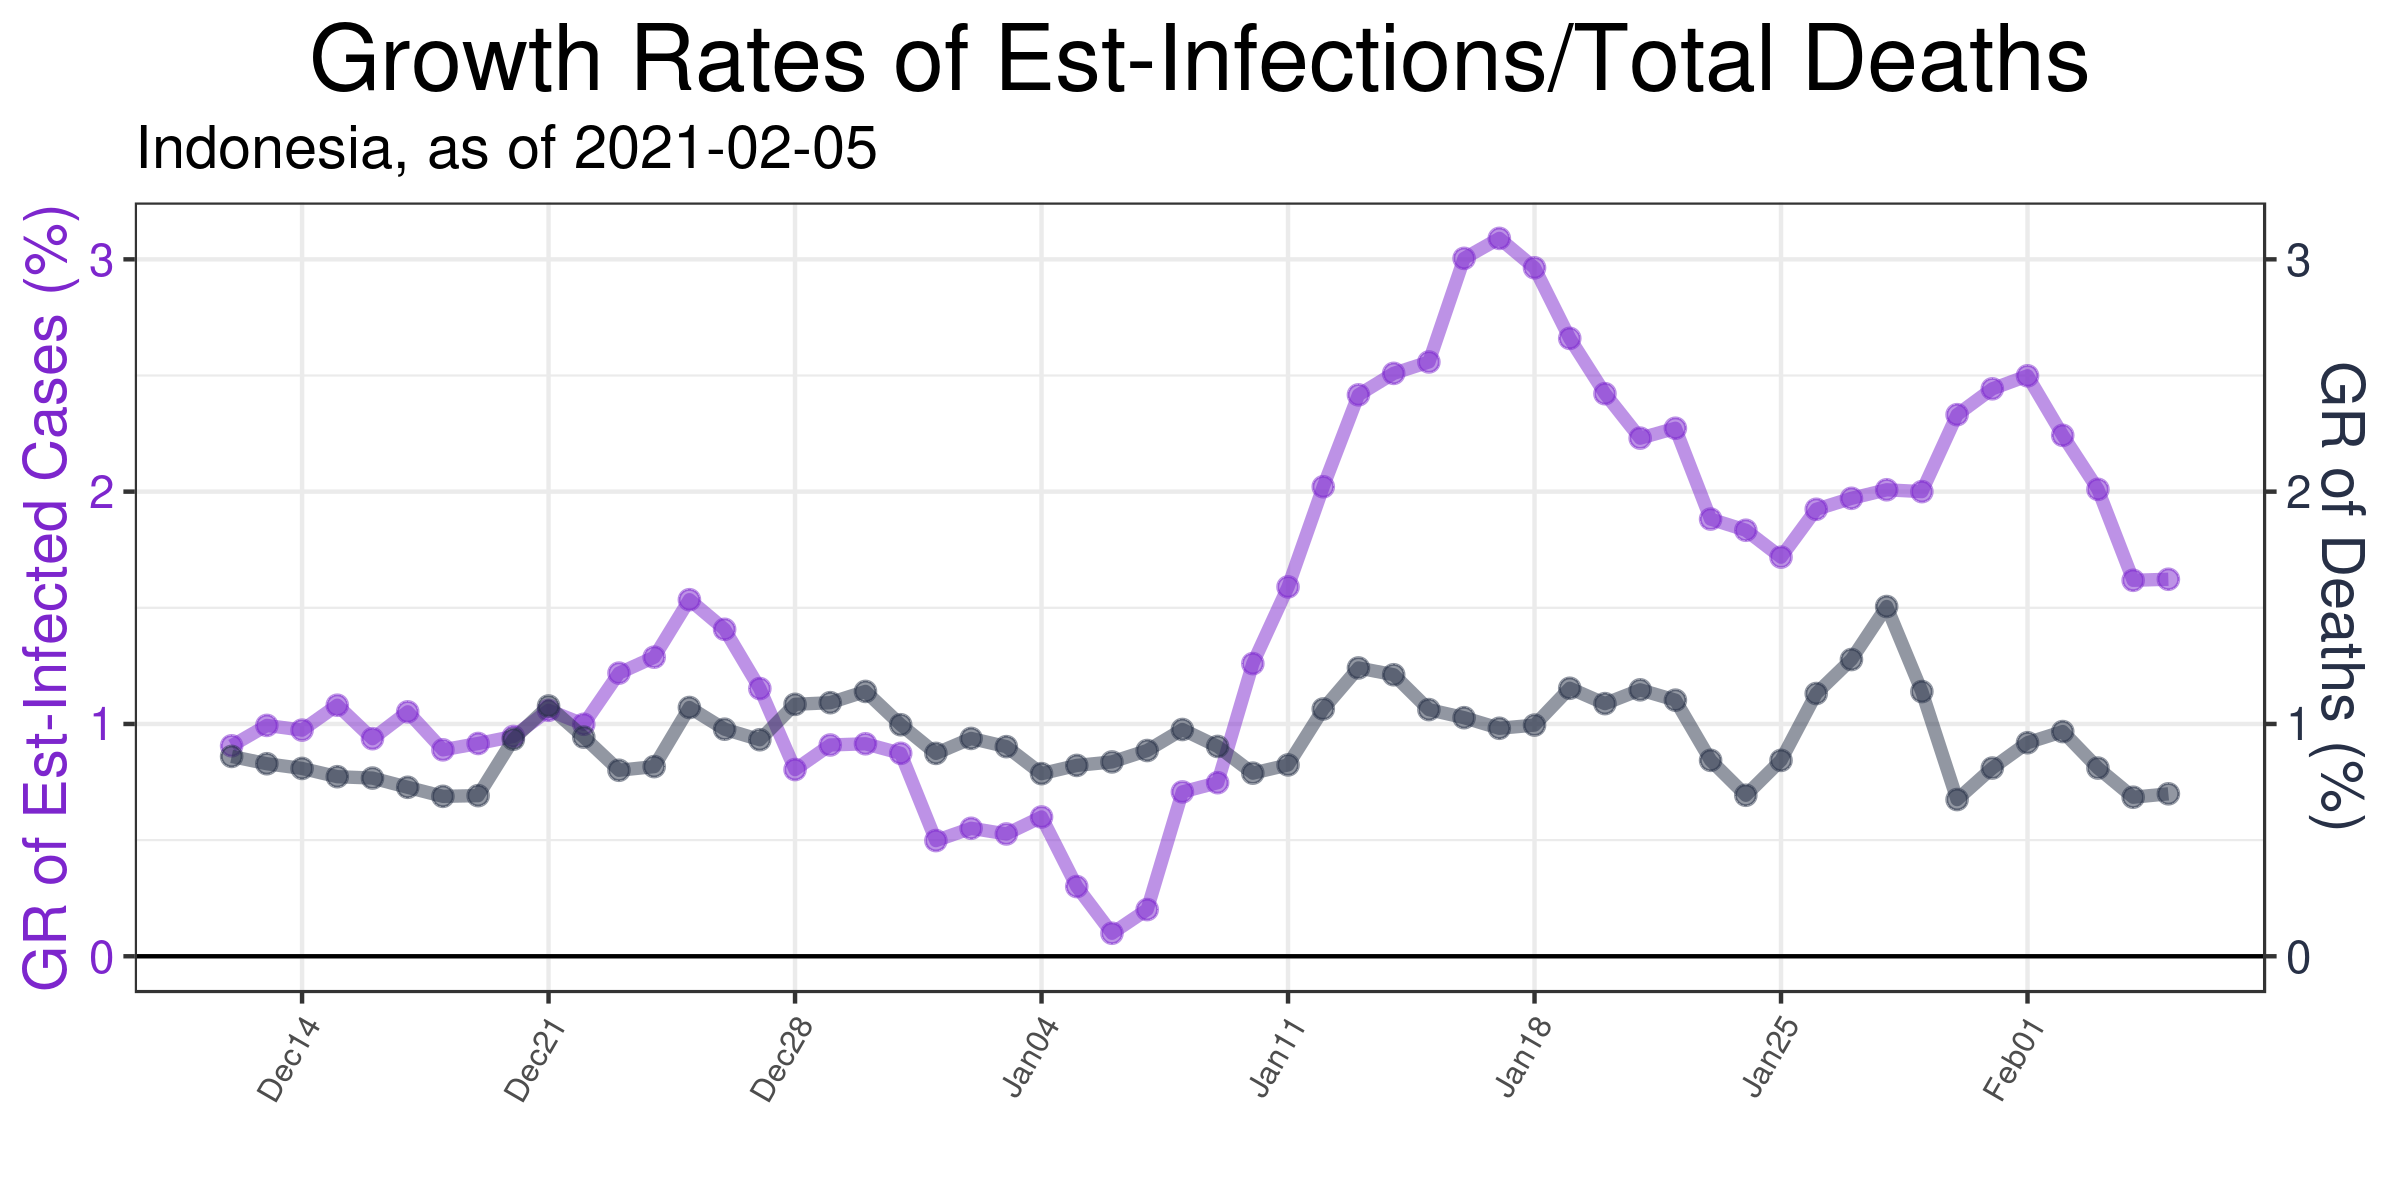 Growth Rates of Est-Infections/Total Deaths
Indonesia, as of 2021-02-05
GR of Est-Infected Cases (%)
3
2
1
0
3
2
1
0
GR of Deaths (%)
Dec14
Dec21
Dec28
Jan04
Jan11
Jan18
Jan25
Feb01